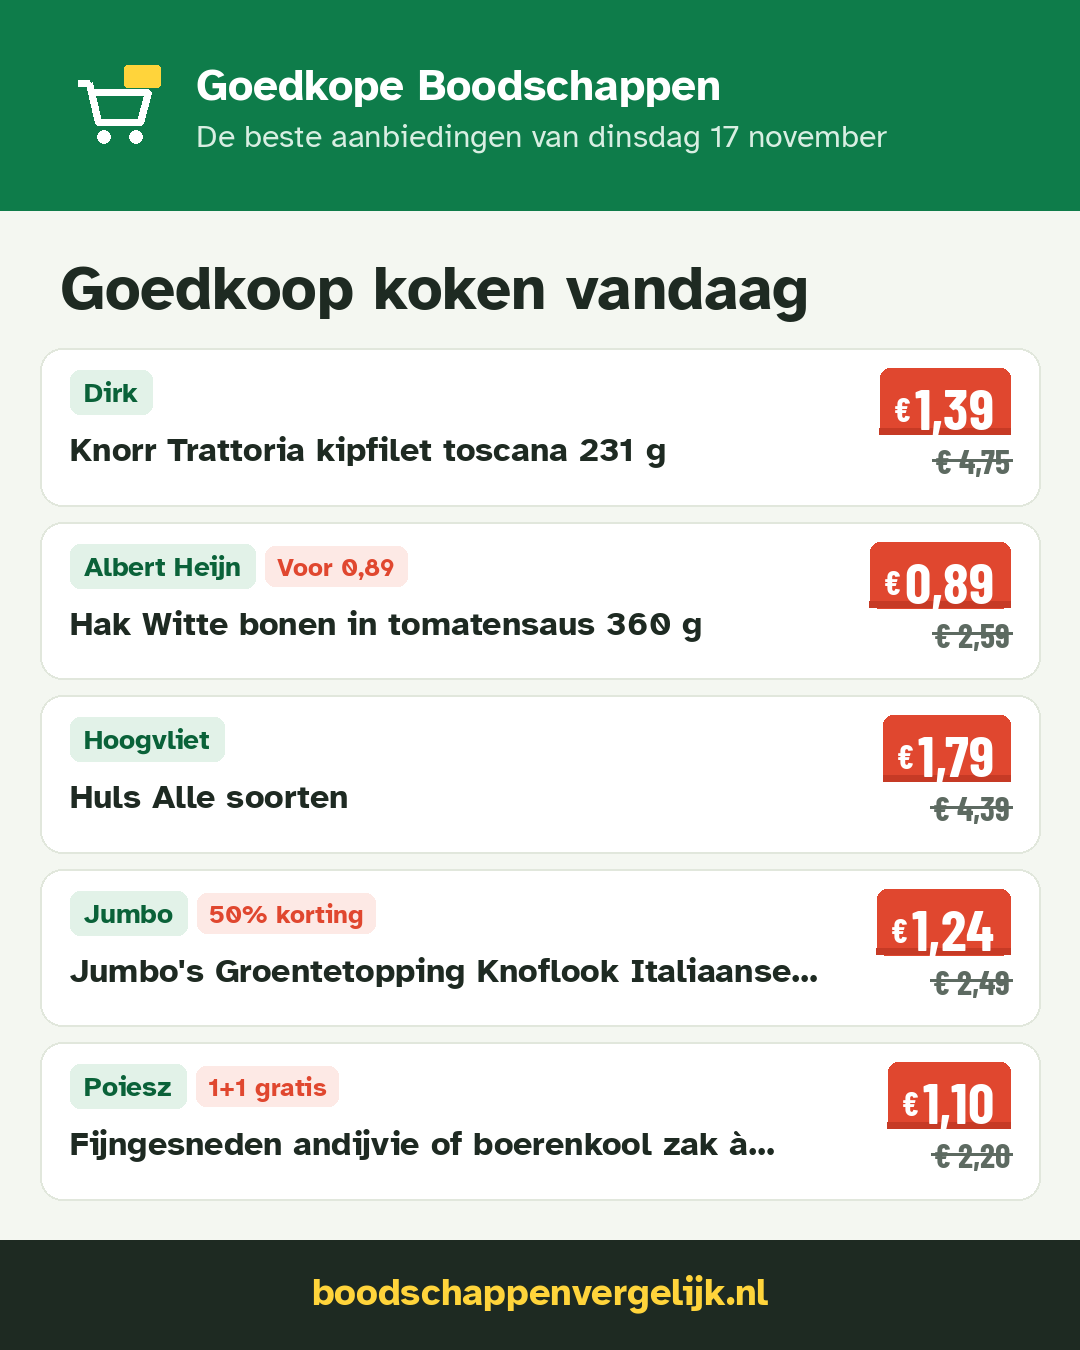 Goedkope Boodschappen
De beste aanbiedingen van dinsdag 17 november
Goedkoop koken vandaag
Dirk
Knorr Trattoria kipfilet toscana 231 g
€ 1,39
€ 4,75
Albert Heijn Voor 0,89
Hak Witte bonen in tomatensaus 360 g
€ 0,89
€ 2,59
Hoogvliet
Huls Alle soorten
€ 1,79
€ 4,39
Jumbo 50% korting
Jumbo's Groentetopping Knoflook Italiaanse...
€ 1,24
€ 2,49
Poiesz 1+1 gratis
Fijngesneden andijvie of boerenkool zak à...
€ 1,10
€ 2,20
boodschappenvergelijk.nl